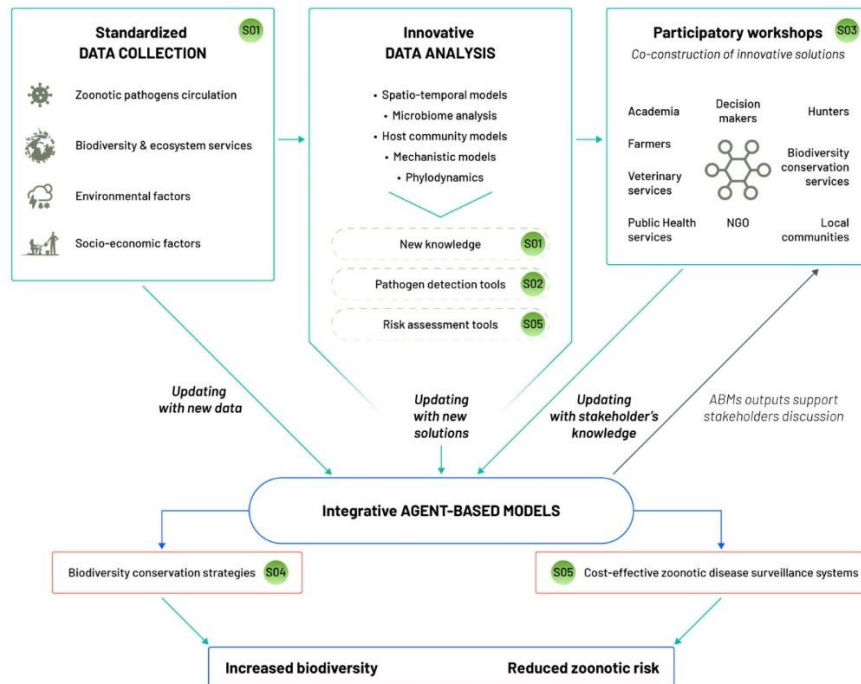 Standardized
DATA COLLECTION
S01
Zoonotic pathogens circulation
Biodiversity & ecosystem services
Environmental factors
Socio-economic factors
Innovative
DATA ANALYSIS
• Spatio-temporal models
• Microbiome analysis
• Host community models
• Mechanistic models
• Phylodynamics
New knowledge
S01
Pathogen detection tools
S02
Risk assessment tools
S05
Participatory workshops
S03
Co-construction of innovative solutions
Academia
Decision
makers
Hunters
Farmers
Biodiversity
conservation
services
Veterinary
services
Public Health
services
NGO
Local
communities
Updating
with new data
Updating
with new
solutions
Updating
with stakeholder's
knowledge
ABMs outputs support
stakeholders discussion
Integrative AGENT-BASED MODELS
Biodiversity conservation strategies
S04
S05
Cost-effective zoonotic disease surveillance systems
Increased biodiversity
Reduced zoonotic risk